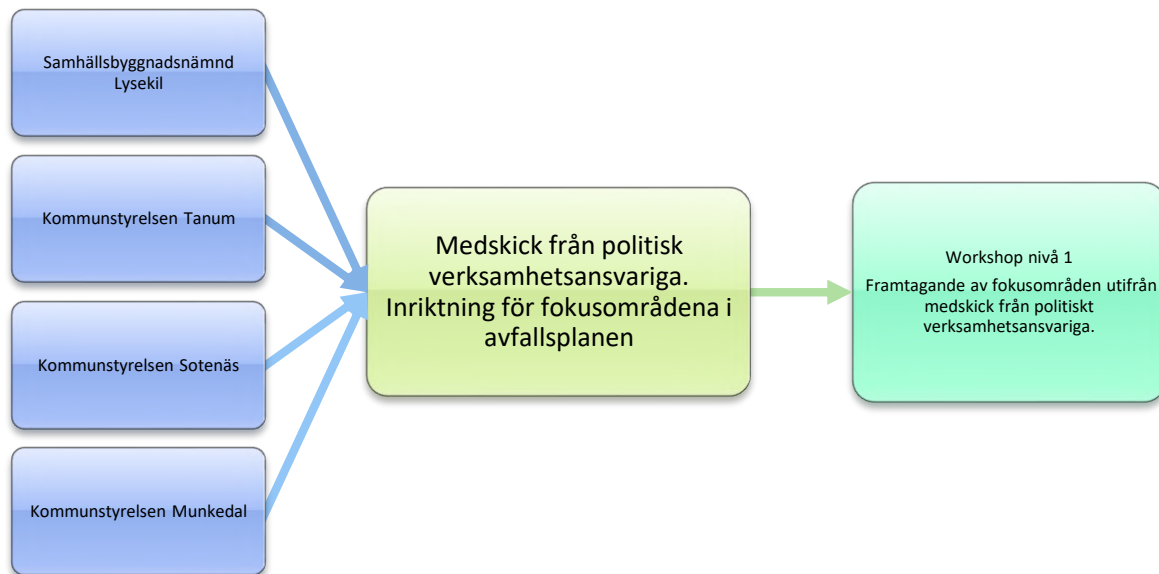 Samhällsbyggnadsnämnd
Lysekil
Kommunstyrelsen Tanum
Kommunstyrelsen Sotenäs
Kommunstyrelsen Munkedal
Medskick från politisk
verksamhetsansvariga.
Inriktning för fokusområdena i
avfallsplanen
Workshop nivå 1
Framtagande av fokusområden utifrån
medskick från politiskt
verksamhetsansvariga.